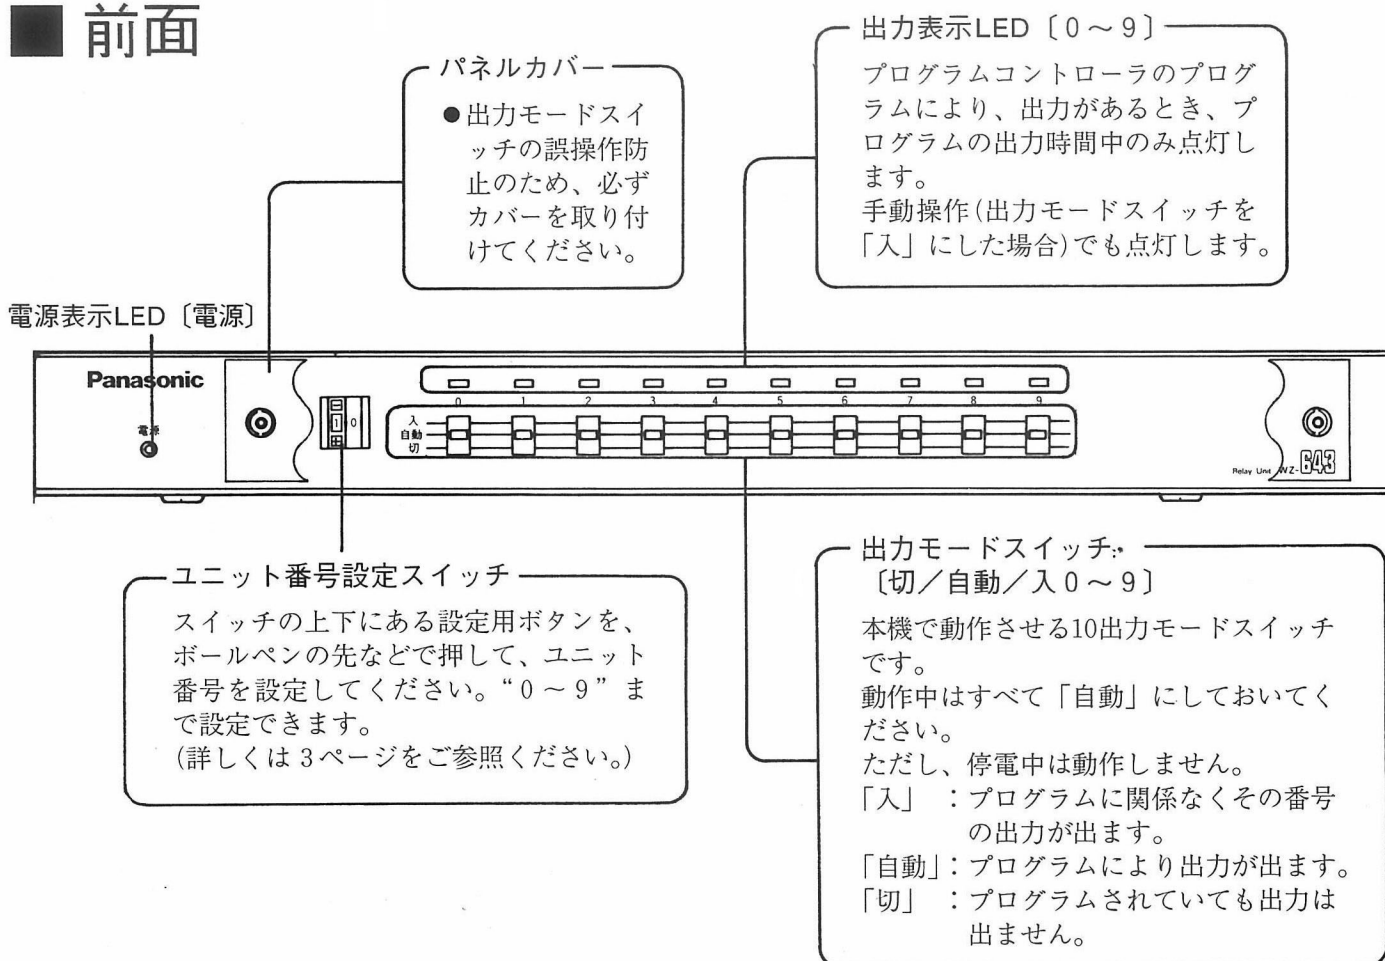 ■ 前面
パネルカバー
●出力モードスイ
ッチの誤操作防
止のため、必ず
カバーを取り付
けてください。
出力表示LED〔0～9〕
プログラムコントローラのプログ
ラムにより、出力があるとき、プ
ログラムの出力時間中のみ点灯し
ます。
手動操作(出力モードスイッチを
「入」にした場合)でも点灯します。
電源表示LED〔電源〕
Panasonic
電源
1 0
0 1 2 3 4 5 6 7 8 9
入
自動
切
Relay Unit WZ-643
ユニット番号設定スイッチ
スイッチの上下にある設定用ボタンを、
ボールペンの先などで押して、ユニット
番号を設定してください。“0～9”ま
で設定できます。
(詳しくは3ページをご参照ください。)
出力モードスイッチ
〔切／自動／入0～9〕
本機で動作させる10出力モードスイッチ
です。
動作中はすべて「自動」にしておいてく
ださい。
ただし、停電中は動作しません。
「入」：プログラムに関係なくその番号
の出力が出ます。
「自動」：プログラムにより出力が出ます。
「切」：プログラムされていても出力は
出ません。